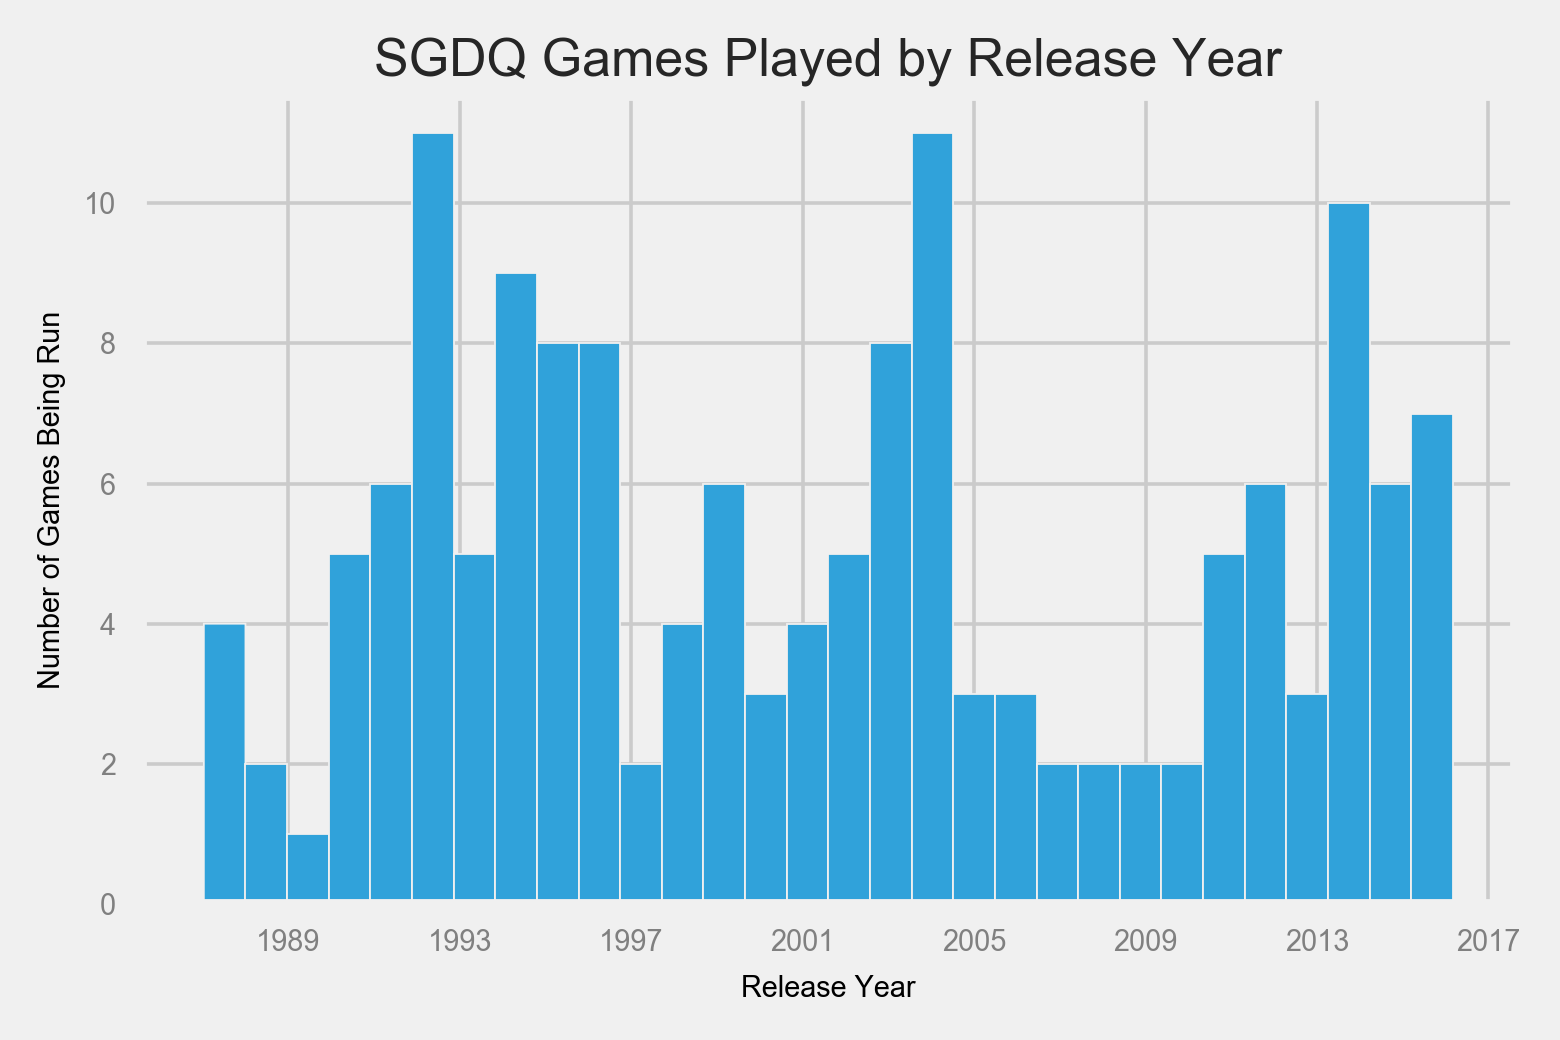 SGDQ Games Played by Release Year
Number of Games Being Run
10
8
6
4
2
0
1989 1993 1997 2001 2005 2009 2013 2017
Release Year